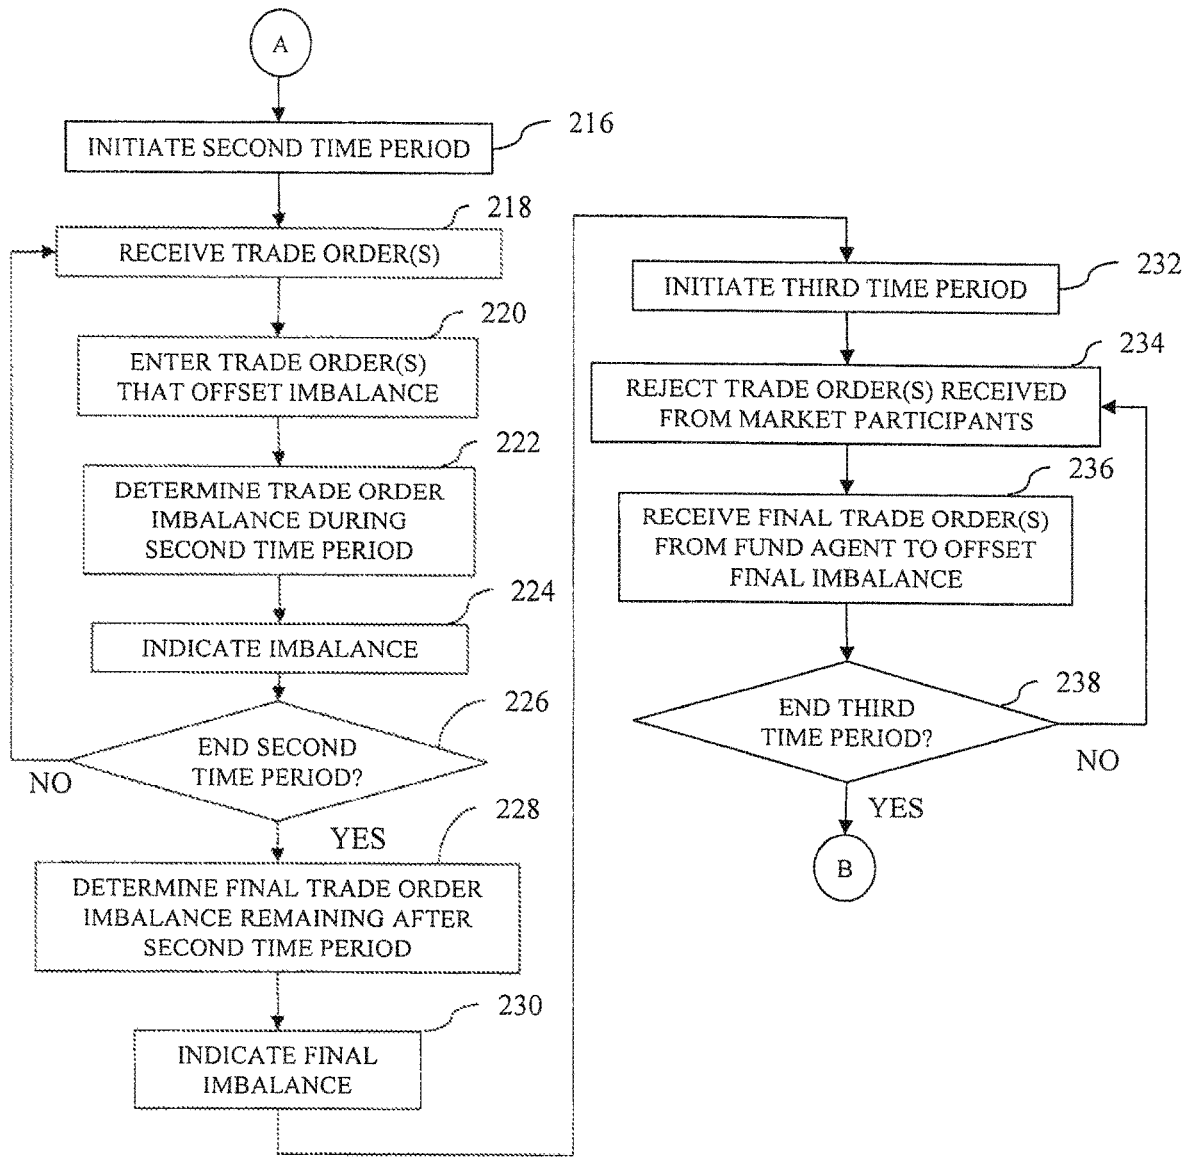 A
INITIATE SECOND TIME PERIOD
216
RECEIVE TRADE ORDER(S)
218
ENTER TRADE ORDER(S)
THAT OFFSET IMBALANCE
220
DETERMINE TRADE ORDER
IMBALANCE DURING
SECOND TIME PERIOD
222
INDICATE IMBALANCE
224
END SECOND
TIME PERIOD?
226
NO
YES
DETERMINE FINAL TRADE ORDER
IMBALANCE REMAINING AFTER
SECOND TIME PERIOD
228
INDICATE FINAL
IMBALANCE
230
INITIATE THIRD TIME PERIOD
232
REJECT TRADE ORDER(S) RECEIVED
FROM MARKET PARTICIPANTS
234
RECEIVE FINAL TRADE ORDER(S)
FROM FUND AGENT TO OFFSET
FINAL IMBALANCE
236
END THIRD
TIME PERIOD?
238
NO
YES
B